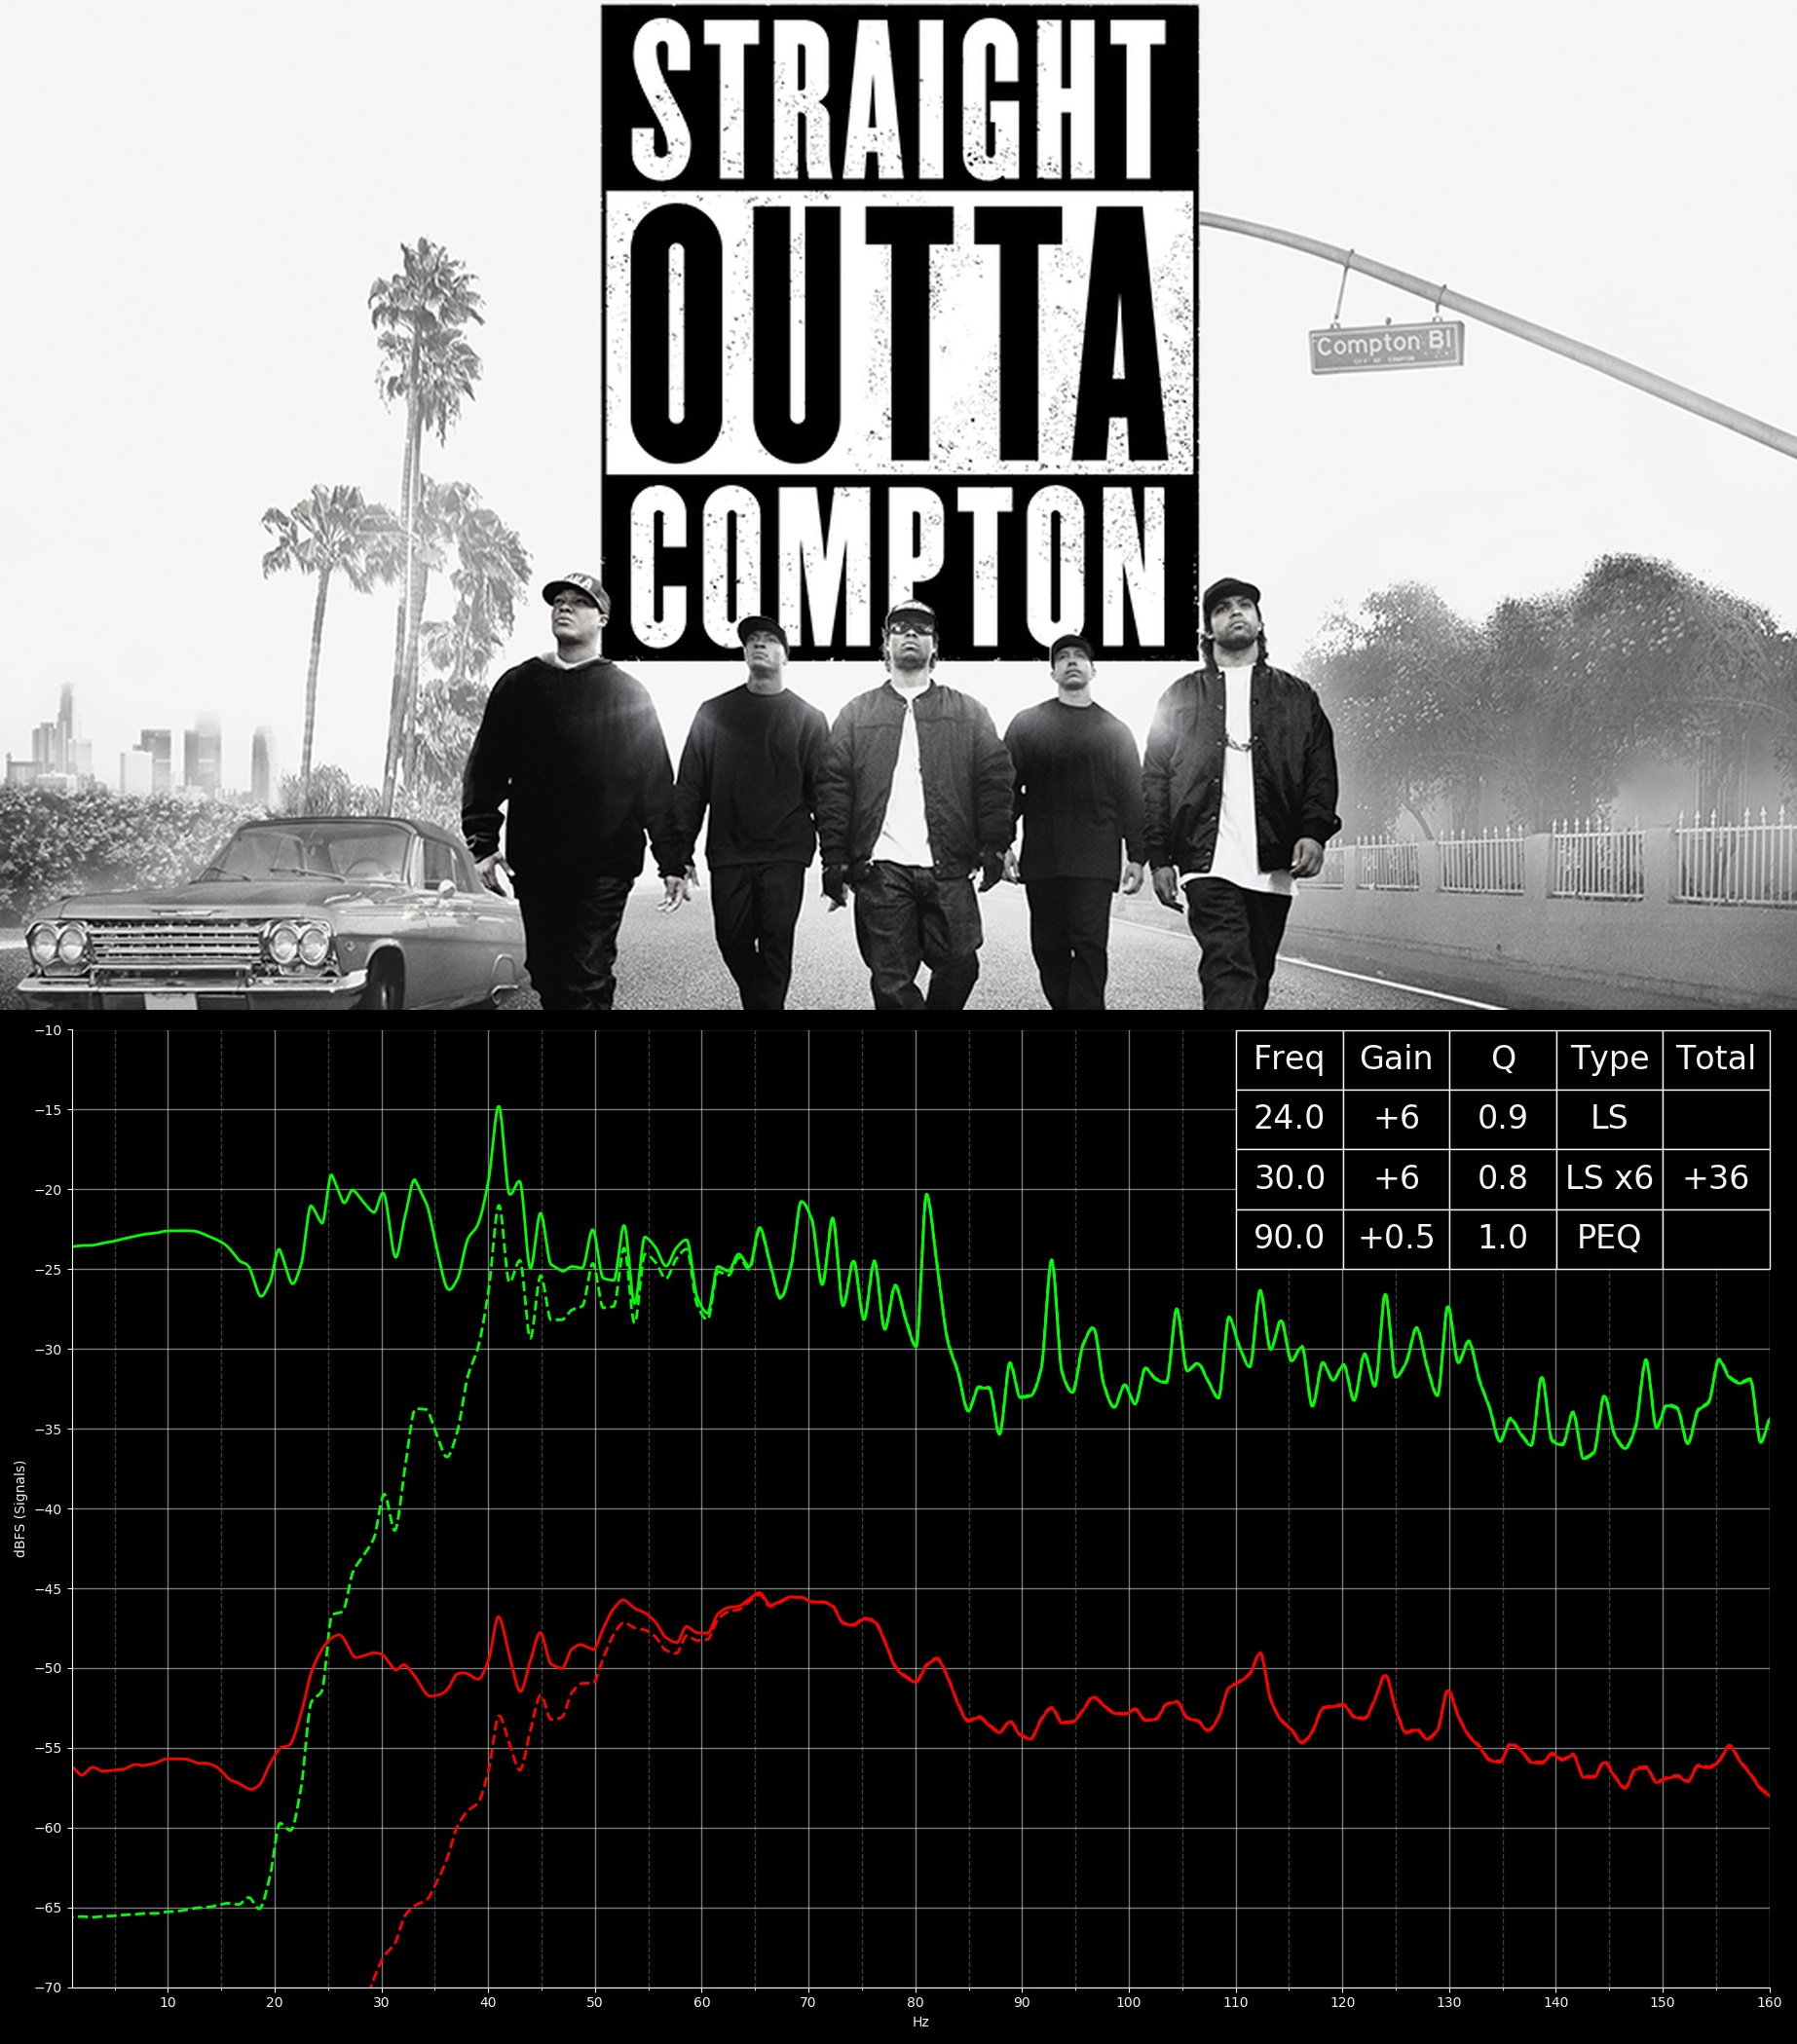 STRAIGHT
OUTTA
COMPTON
Compton Bl
Freq Gain Q Type Total
24.0 +6 0.9 LS
30.0 +6 0.8 LS x6 +36
90.0 +0.5 1.0 PEQ
−10
−15
−20
−25
−30
−35
−40
−45
−50
−55
−60
−65
−70
dBFS (Signals)
10 20 30 40 50 60 70 80 90 100 110 120 130 140 150 160
Hz